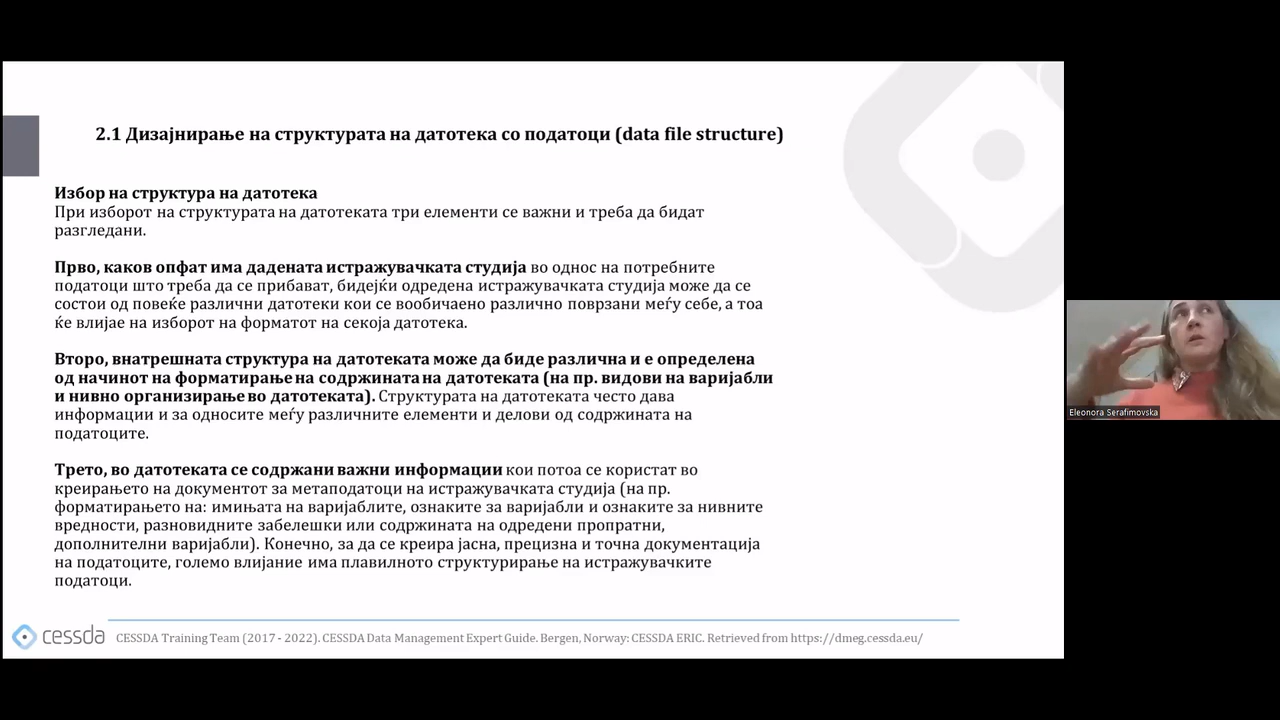 2.1 Дизајнирање на структурата на датотека со податоци (data file structure)
Избор на структура на датотека
При изборот на структурата на датотеката три елементи се важни и треба да бидат
разгледани.
Прво, каков опфат има дадената истражувачката студија во однос на потребните
податоци што треба да се прибават, бидејќи одредена истражувачката студија може да се
состои од повеќе различни датотеки кои се вообичаено различно поврзани меѓу себе, а тоа
ќе влијае на изборот на форматот на секоја датотека.
Второ, внатрешната структура на датотеката може да биде различна и е определена
од начинот на форматирање на содржината на датотеката (на пр. видови на варијабли
и нивно организирање во датотеката). Структурата на датотеката често дава
информации и за односите меѓу различните елементи и делови од содржината на
податоците.
Трето, во датотеката се содржани важни информации кои потоа се користат во
креирањето на документот за метаподатоци на истражувачката студија (на пр.
форматирањето на: имињата на варијаблите, ознаките за варијабли и ознаките за нивните
вредности, разновидните забелешки или содржината на одредени пропратни,
дополнителни варијабли). Конечно, за да се креира јасна, прецизна и точна документација
на податоците, големо влијание има плавилното структурирање на истражувачките
податоци.
cessda
CESSDA Training Team (2017 - 2022). CESSDA Data Management Expert Guide. Bergen, Norway: CESSDA ERIC. Retrieved from https://dmeg.cessda.eu/
Eleonora Serafimovska